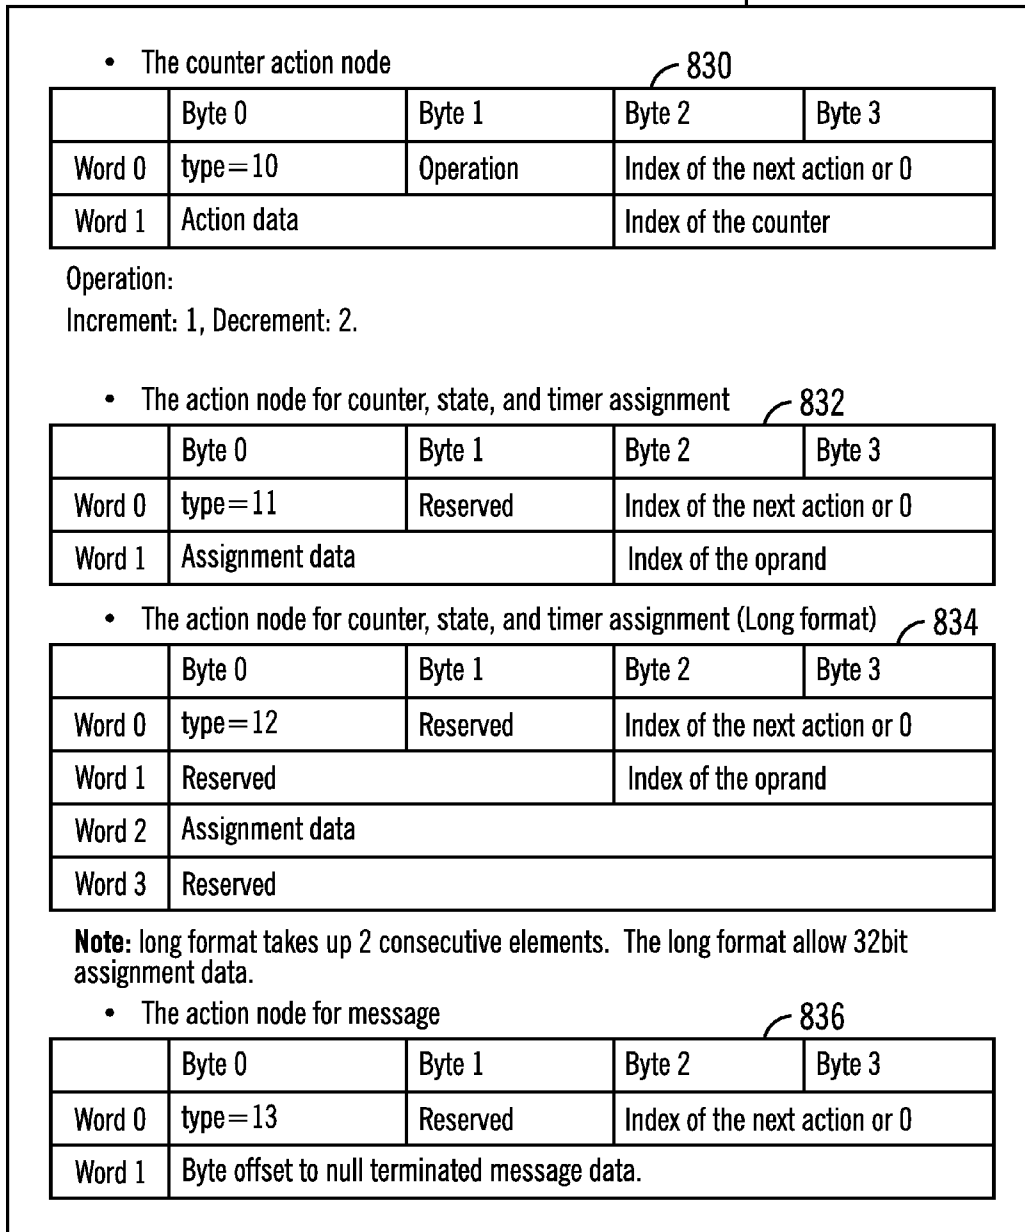 • The counter action node 830
Byte 0 Byte 1 Byte 2 Byte 3
Word 0 type=10 Operation Index of the next action or 0
Word 1 Action data Index of the counter
Operation:
Increment: 1, Decrement: 2.
• The action node for counter, state, and timer assignment 832
Byte 0 Byte 1 Byte 2 Byte 3
Word 0 type=11 Reserved Index of the next action or 0
Word 1 Assignment data Index of the oprand
• The action node for counter, state, and timer assignment (Long format) 834
Byte 0 Byte 1 Byte 2 Byte 3
Word 0 type=12 Reserved Index of the next action or 0
Word 1 Reserved Index of the oprand
Word 2 Assignment data
Word 3 Reserved
Note: long format takes up 2 consecutive elements. The long format allow 32bit
assignment data.
• The action node for message 836
Byte 0 Byte 1 Byte 2 Byte 3
Word 0 type=13 Reserved Index of the next action or 0
Word 1 Byte offset to null terminated message data.